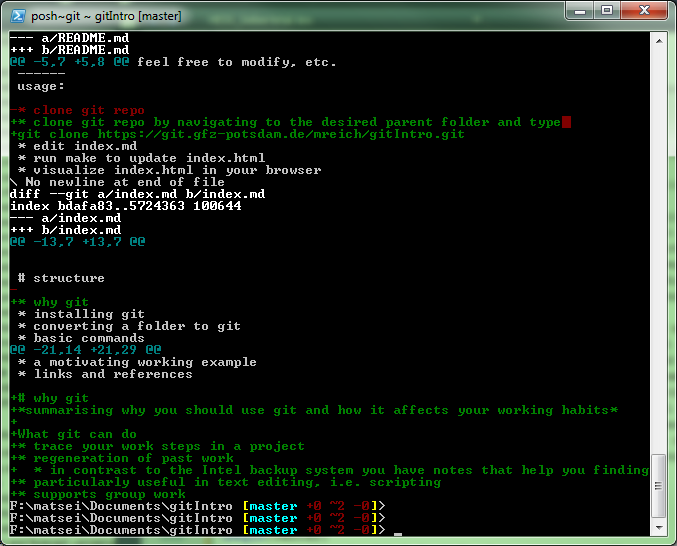 posh~git ~ gitIntro [master]
--- a/README.md
+++ b/README.md
@@ -5,7 +5,8 @@ feel free to modify, etc.
------
usage:
-* clone git repo
+* clone git repo by navigating to the desired parent folder and type
+git clone https://git.gfz-potsdam.de/mreich/gitIntro.git
* edit index.md
* run make to update index.html
* visualize index.html in your browser
\ No newline at end of file
diff --git a/index.md b/index.md
index bdafa83..5724363 100644
--- a/index.md
+++ b/index.md
@@ -13,7 +13,7 @@
# structure
-
+* why git
* installing git
* converting a folder to git
* basic commands
@@ -21,14 +21,29 @@
* a motivating working example
* links and references
+# why git
+*summarising why you should use git and how it affects your working habits*
+
+What git can do
+* trace your work steps in a project
+* regeneration of past work
+  * in contrast to the Intel backup system you have notes that help you finding
+* particularly useful in text editing, i.e. scripting
+* supports group work
F:\matsei\Documents\gitIntro [master +0 ~2 -0]>
F:\matsei\Documents\gitIntro [master +0 ~2 -0]>
F:\matsei\Documents\gitIntro [master +0 ~2 -0]> _